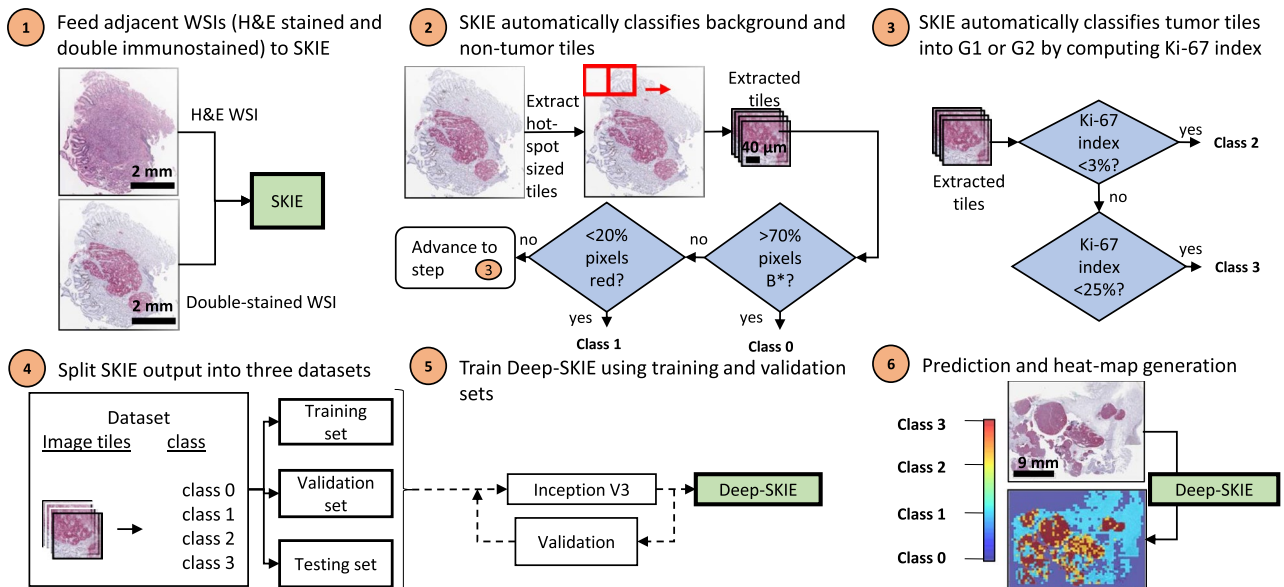 1
Feed adjacent WSIs (H&E stained and
double immunostained) to SKIE
H&E WSI
2 mm
SKIE
2 mm
Double-stained WSI
2
SKIE automatically classifies background and
non-tumor tiles
Extract
hot-
spot
sized
tiles
Extracted
tiles
40 µm
>70%
pixels
B*?
no
yes
Class 0
<20%
pixels
red?
no
yes
Class 1
Advance to
step 3
3
SKIE automatically classifies tumor tiles
into G1 or G2 by computing Ki-67 index
Extracted
tiles
Ki-67
index
<3%?
yes
Class 2
no
Ki-67
index
<25%?
yes
Class 3
4
Split SKIE output into three datasets
Dataset
Image tiles class
class 0
class 1
class 2
class 3
Training
set
Validation
set
Testing set
5
Train Deep-SKIE using training and validation
sets
Inception V3
Validation
Deep-SKIE
6
Prediction and heat-map generation
Class 3
Class 2
Class 1
Class 0
9 mm
Deep-SKIE